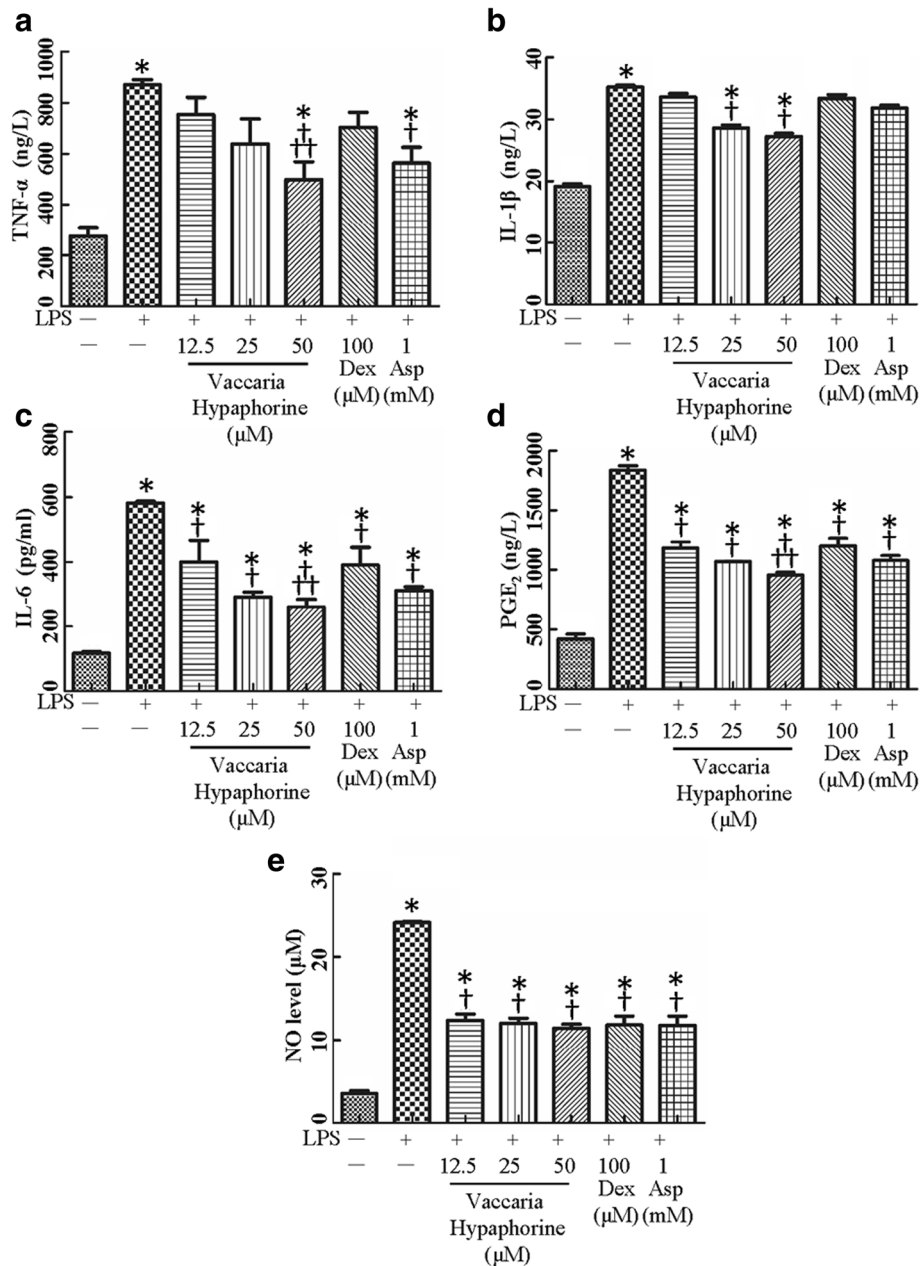 a
TNF-α (ng/L)
0 200 400 600 800 1000
* * † †† * †
LPS — + + + + + +
— — 12.5 25 50 100 1
Vaccaria Hypaphorine (μM)
Dex (μM)
Asp (mM)
b
IL-1β (ng/L)
0 10 20 30 40
* * † * †
LPS — + + + + + +
— — 12.5 25 50 100 1
Vaccaria Hypaphorine (μM)
Dex (μM)
Asp (mM)
c
IL-6 (pg/ml)
0 200 400 600 800
* * † * † * †† * † * †
LPS — + + + + + +
— — 12.5 25 50 100 1
Vaccaria Hypaphorine (μM)
Dex (μM)
Asp (mM)
d
PGE₂ (ng/L)
0 500 1000 1500 2000
* * † * † * † †† * † * †
LPS — + + + + + +
— — 12.5 25 50 100 1
Vaccaria Hypaphorine (μM)
Dex (μM)
Asp (mM)
e
NO level (μM)
0 10 20 30
* * † * † * † * † * †
LPS — + + + + + +
— — 12.5 25 50 100 1
Vaccaria Hypaphorine (μM)
Dex (μM)
Asp (mM)